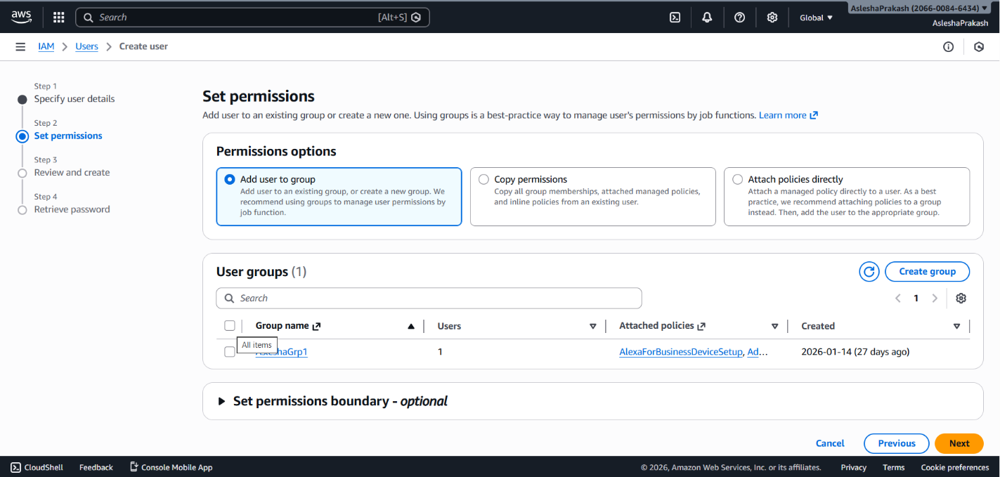 aws
Search [Alt+S]
Global
AsleshaPrakash (2066-0084-6434)
AsleshaPrakash
IAM
Users
Create user
Step 1
Specify user details
Step 2
Set permissions
Step 3
Review and create
Step 4
Retrieve password
Set permissions
Add user to an existing group or create a new one. Using groups is a best-practice way to manage user's permissions by job functions. Learn more
Permissions options
Add user to group
Add user to an existing group, or create a new group. We
recommend using groups to manage user permissions by
job function.
Copy permissions
Copy all group memberships, attached managed policies,
and inline policies from an existing user.
Attach policies directly
Attach a managed policy directly to a user. As a best
practice, we recommend attaching policies to a group
instead. Then, add the user to the appropriate group.
User groups (1)
Create group
Search
1
Group name Users Attached policies Created
All items
1 AlexaForBusinessDeviceSetup, Ad... 2026-01-14 (27 days ago)
Set permissions boundary - optional
Cancel Previous Next
CloudShell Feedback Console Mobile App © 2026, Amazon Web Services, Inc. or its affiliates. Privacy Terms Cookie preferences